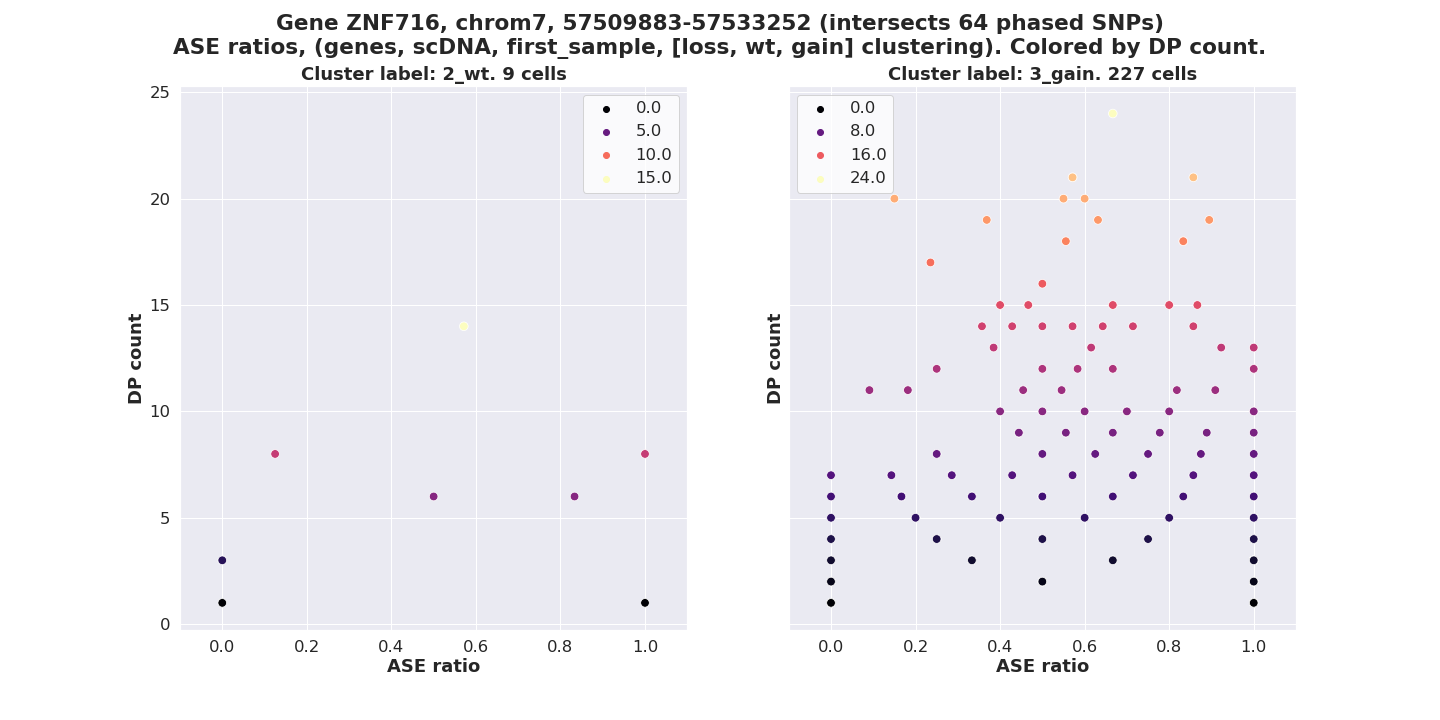 Gene ZNF716, chrom7, 57509883-57533252 (intersects 64 phased SNPs)
ASE ratios, (genes, scDNA, first_sample, [loss, wt, gain] clustering). Colored by DP count.
Cluster label: 2_wt. 9 cells
25
20
15
10
5
0
DP count
0.0
5.0
10.0
15.0
0.0 0.2 0.4 0.6 0.8 1.0
ASE ratio
Cluster label: 3_gain. 227 cells
DP count
0.0
8.0
16.0
24.0
0.0 0.2 0.4 0.6 0.8 1.0
ASE ratio